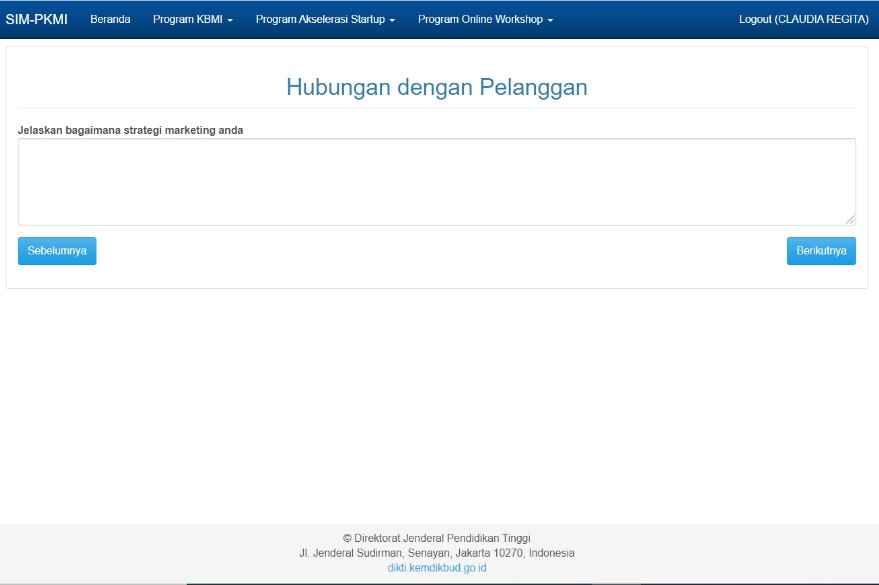 SIM-PKMI Beranda Program KBMI Program Akselerasi Startup Program Online Workshop Logout (CLAUDIA REGITA)
Hubungan dengan Pelanggan
Jelaskan bagaimana strategi marketing anda
Sebelumnya Berikutnya
© Direktorat Jenderal Pendidikan Tinggi
Jl. Jenderal Sudirman, Senayan, Jakarta 10270, Indonesia
dikti.kemdikbud.go.id